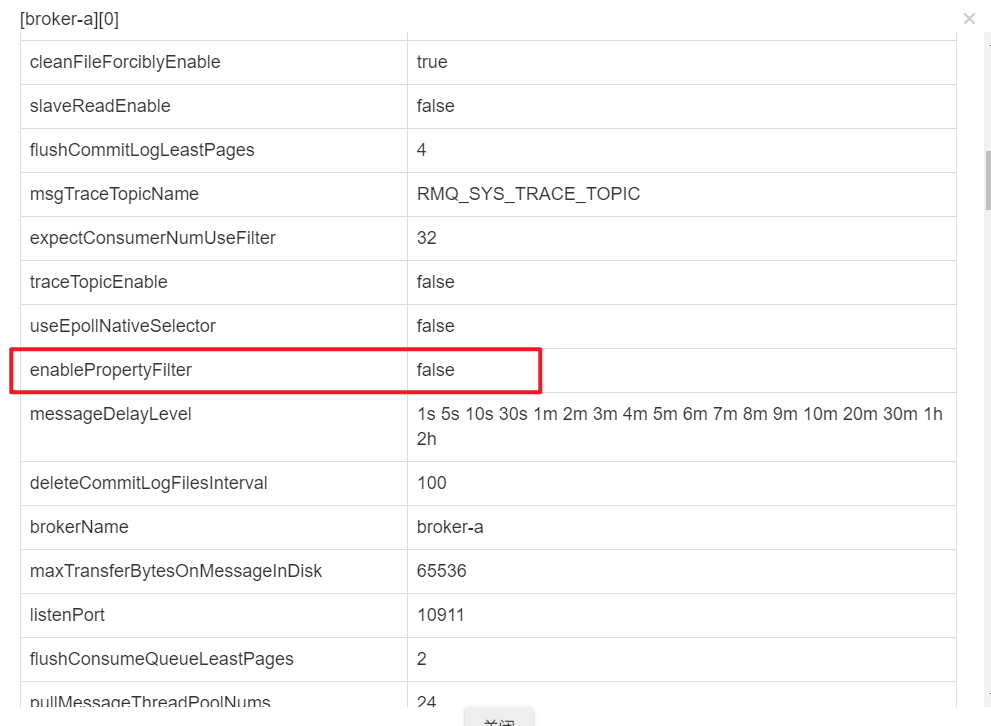 [broker-a][0]
×
cleanFileForciblyEnable true
slaveReadEnable false
flushCommitLogLeastPages 4
msgTraceTopicName RMQ_SYS_TRACE_TOPIC
expectConsumerNumUseFilter 32
traceTopicEnable false
useEpollNativeSelector false
enablePropertyFilter false
messageDelayLevel 1s 5s 10s 30s 1m 2m 3m 4m 5m 6m 7m 8m 9m 10m 20m 30m 1h
2h
deleteCommitLogFilesInterval 100
brokerName broker-a
maxTransferBytesOnMessageInDisk 65536
listenPort 10911
flushConsumeQueueLeastPages 2
pullMessageThreadPoolNums 24
关闭